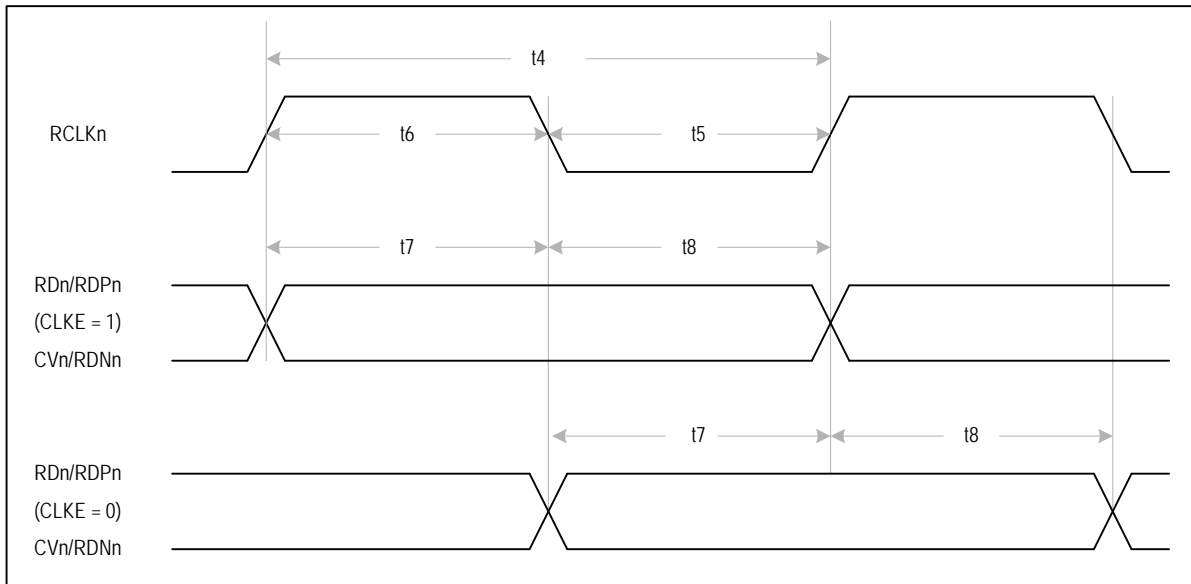 t4
RCLKn
t6
t5
t7
t8
RDn/RDPn
(CLKE = 1)
CVn/RDNn
t7
t8
RDn/RDPn
(CLKE = 0)
CVn/RDNn